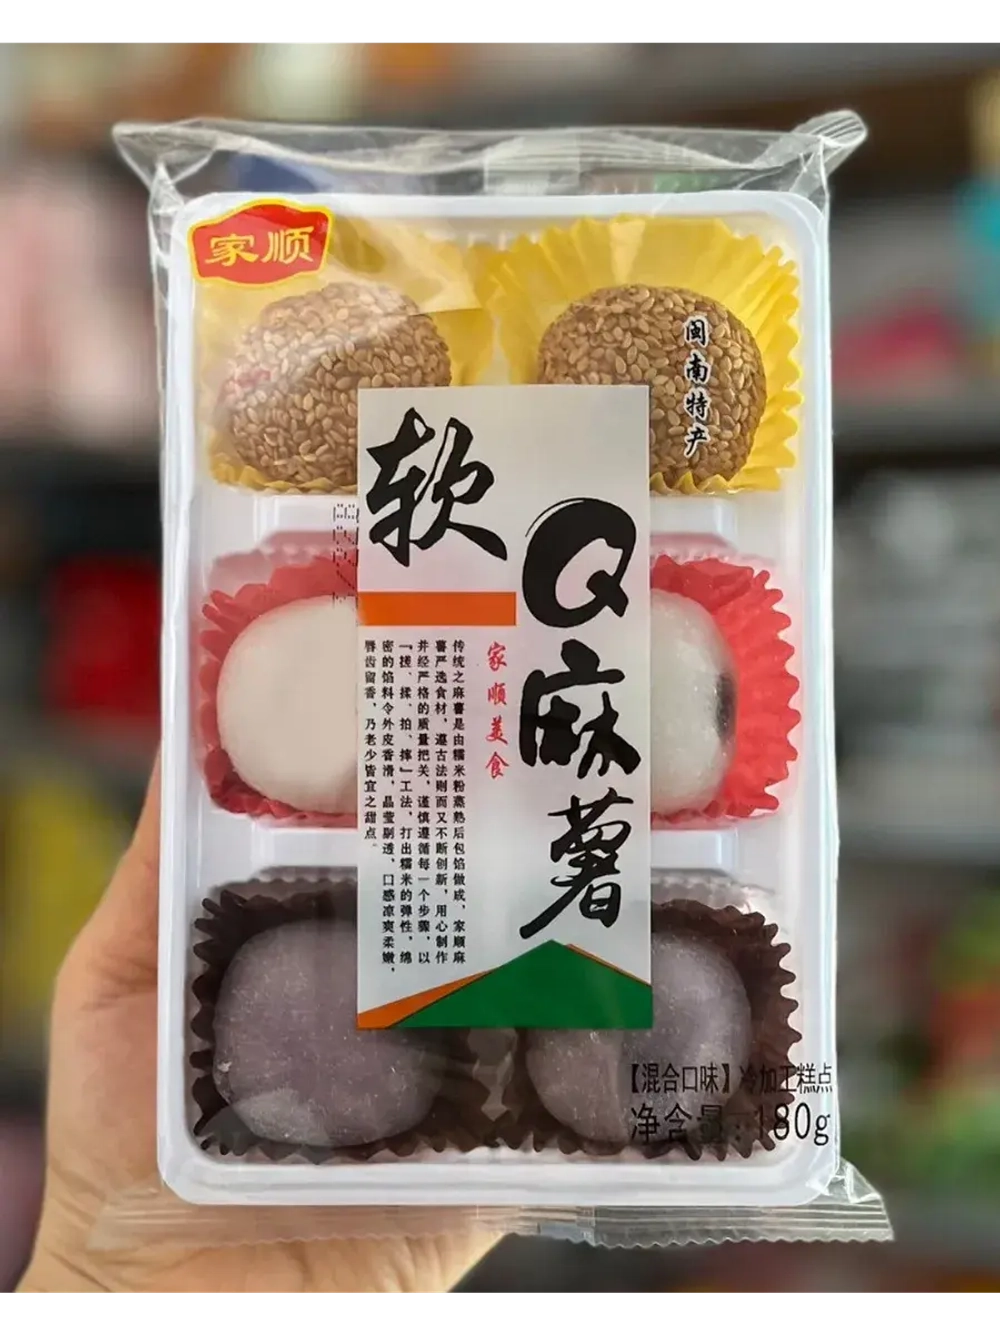 家顺
闽南特产
软
Q麻薯
家顺美食
传统之麻薯是由糯米粉蒸熟后包馅做成，家顺麻
薯严选食材，遵古法则而又不断创新，用心制作
并经严格的质量把关，谨慎遵循每一个步骤，以
『搓、揉、拍、摔』工法，打出糯米的弹性，绵
密的馅料令外皮香滑，晶莹剔透，口感凉爽柔嫩，
唇齿留香，乃老少皆宜之甜点。
【混合口味】冷加工糕点
净含量：180g